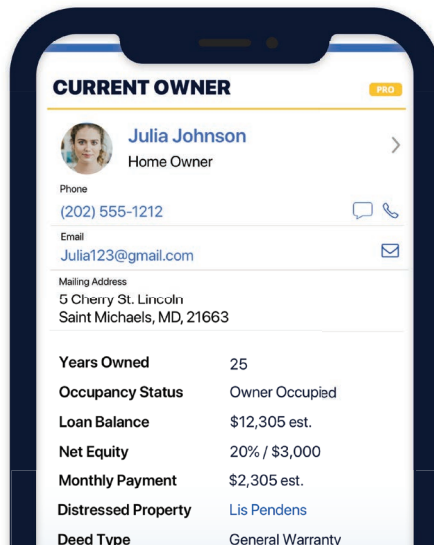 CURRENT OWNER PRO
Julia Johnson
Home Owner
Phone
(202) 555-1212
Email
Julia123@gmail.com
Mailing Address
5 Cherry St. Lincoln
Saint Michaels, MD, 21663
Years Owned 25
Occupancy Status Owner Occupied
Loan Balance $12,305 est.
Net Equity 20% / $3,000
Monthly Payment $2,305 est.
Distressed Property Lis Pendens
Deed Type General Warranty